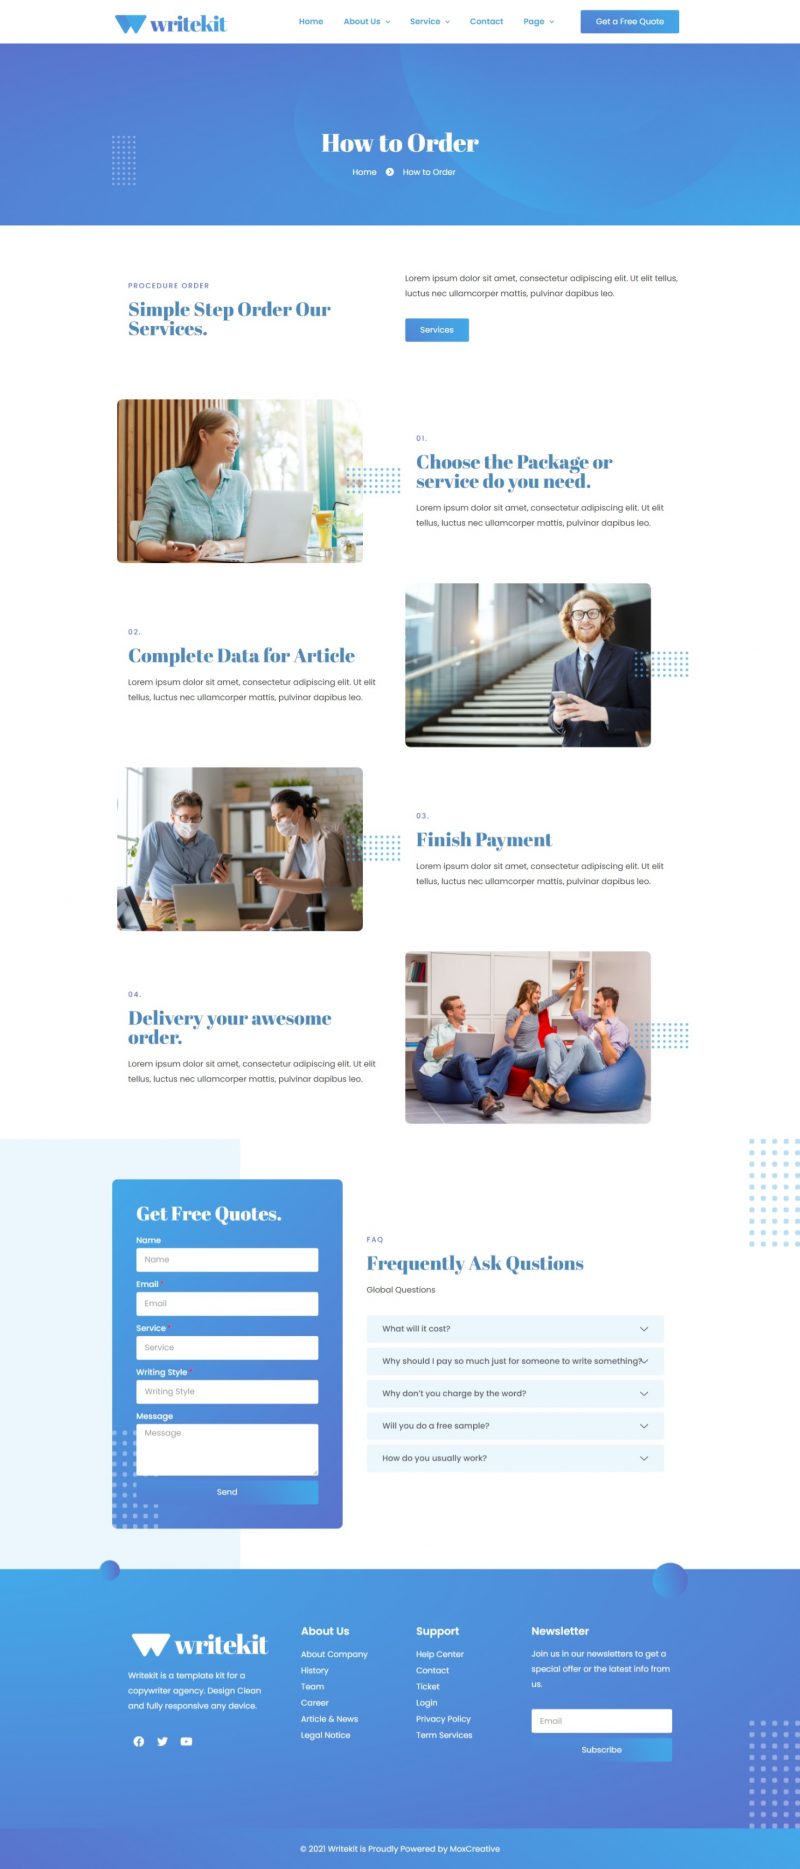 writekit
Home
About Us
Service
Contact
Page
Get a Free Quote
How to Order
Home
How to Order
PROCEDURE ORDER
Simple Step Order Our
Services.
Lorem ipsum dolor sit amet, consectetur adipiscing elit. Ut elit tellus,
luctus nec ullamcorper mattis, pulvinar dapibus leo.
Services
01.
Choose the Package or
service do you need.
Lorem ipsum dolor sit amet, consectetur adipiscing elit. Ut elit
tellus, luctus nec ullamcorper mattis, pulvinar dapibus leo.
02.
Complete Data for Article
Lorem ipsum dolor sit amet, consectetur adipiscing elit. Ut elit
tellus, luctus nec ullamcorper mattis, pulvinar dapibus leo.
03.
Finish Payment
Lorem ipsum dolor sit amet, consectetur adipiscing elit. Ut elit
tellus, luctus nec ullamcorper mattis, pulvinar dapibus leo.
04.
Delivery your awesome
order.
Lorem ipsum dolor sit amet, consectetur adipiscing elit. Ut elit
tellus, luctus nec ullamcorper mattis, pulvinar dapibus leo.
Get Free Quotes.
Name
Name
Email *
Email
Service *
Service
Writing Style *
Writing Style
Message
Message
Send
FAQ
Frequently Ask Qustions
Global Questions
What will it cost?
Why should I pay so much just for someone to write something?
Why don't you charge by the word?
Will you do a free sample?
How do you usually work?
writekit
Writekit is a template kit for a
copywriter agency. Design Clean
and fully responsive any device.
About Us
About Company
History
Team
Career
Article & News
Legal Notice
Support
Help Center
Contact
Ticket
Login
Privacy Policy
Term Services
Newsletter
Join us in our newsletters to get a
special offer or the latest info from
us.
Email
Subscribe
© 2021 Writekit is Proudly Powered by MoxCreative